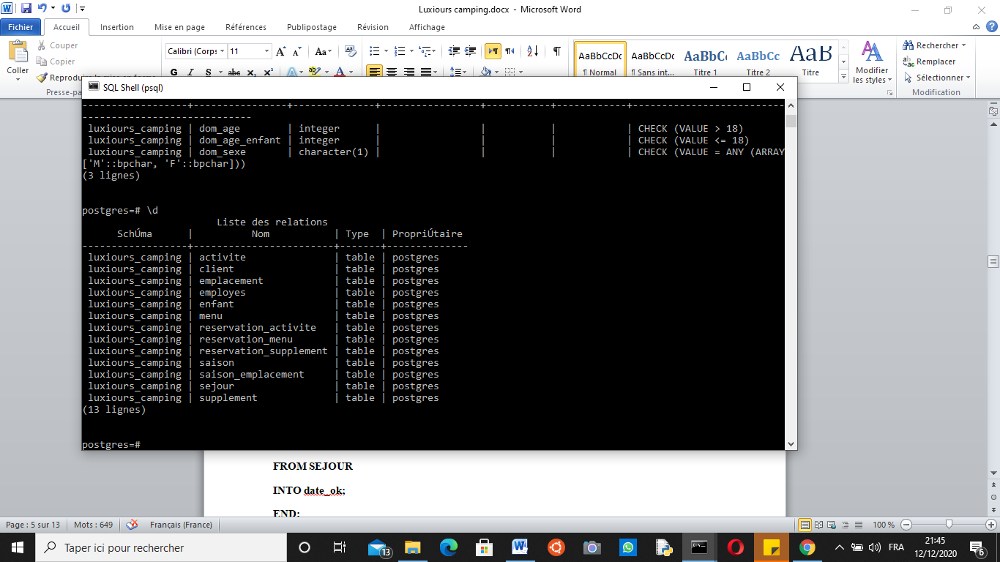 Luxiours camping.docx - Microsoft Word
Fichier Accueil Insertion Mise en page Références Publipostage Révision Affichage
Coller
Couper
Copier
Reproduire la mise en forme
Presse-pa
Calibri (Corps 11
AaBbCcDc AaBbCcDc AaBbC AaBbCc AaB
¶ Normal ¶ Sans int... Titre 1 Titre 2 Titre
Modifier
les styles
Rechercher
Remplacer
Sélectionner
Modification
SQL Shell (psql)
-----------------+----------------+--------------+-----------------+-----------+------------+--------------------------
-----------------------------
luxiours_camping | dom_age | integer | | | | CHECK (VALUE > 18)
luxiours_camping | dom_age_enfant | integer | | | | CHECK (VALUE <= 18)
luxiours_camping | dom_sexe | character(1) | | | | CHECK (VALUE = ANY (ARRAY
['M'::bpchar, 'F'::bpchar]))
(3 lignes)
postgres=# \d
Liste des relations
SchÚma | Nom | Type | PropriÚtaire
------------------+------------------------+-------+--------------
luxiours_camping | activite | table | postgres
luxiours_camping | client | table | postgres
luxiours_camping | emplacement | table | postgres
luxiours_camping | employes | table | postgres
luxiours_camping | enfant | table | postgres
luxiours_camping | menu | table | postgres
luxiours_camping | reservation_activite | table | postgres
luxiours_camping | reservation_menu | table | postgres
luxiours_camping | reservation_supplement | table | postgres
luxiours_camping | saison | table | postgres
luxiours_camping | saison_emplacement | table | postgres
luxiours_camping | sejour | table | postgres
luxiours_camping | supplement | table | postgres
(13 lignes)
postgres=#
FROM SEJOUR
INTO date_ok;
END;
Page : 5 sur 13 Mots : 649 Français (France) 100 %
Taper ici pour rechercher 13 FRA 21:45
12/12/2020 6